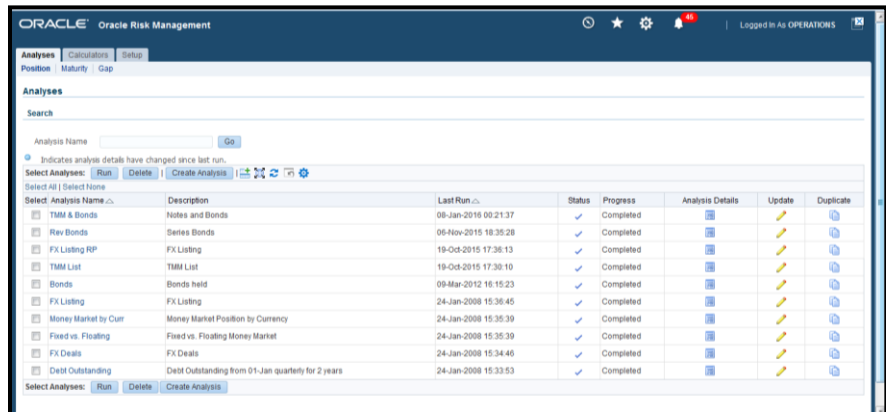 ORACLE® Oracle Risk Management 45 Logged In As OPERATIONS
Analyses Calculators Setup
Position | Maturity | Gap
Analyses
Search
Analysis Name Go
Indicates analysis details have changed since last run.
Select Analyses: Run Delete | Create Analysis |
Select All | Select None
Select Analysis Name Description Last Run Status Progress Analysis Details Update Duplicate
TMM & Bonds Notes and Bonds 08-Jan-2016 00:21:37 Completed
Rev Bonds Series Bonds 06-Nov-2015 18:35:28 Completed
FX Listing RP FX Listing 19-Oct-2015 17:36:13 Completed
TMM List TMM List 19-Oct-2015 17:30:10 Completed
Bonds Bonds held 09-Mar-2012 16:15:23 Completed
FX Listing FX Listing 24-Jan-2008 15:36:45 Completed
Money Market by Curr Money Market Position by Currency 24-Jan-2008 15:35:39 Completed
Fixed vs. Floating Fixed vs. Floating Money Market 24-Jan-2008 15:35:39 Completed
FX Deals FX Deals 24-Jan-2008 15:34:46 Completed
Debt Outstanding Debt Outstanding from 01-Jan quarterly for 2 years 24-Jan-2008 15:33:53 Completed
Select Analyses: Run Delete Create Analysis